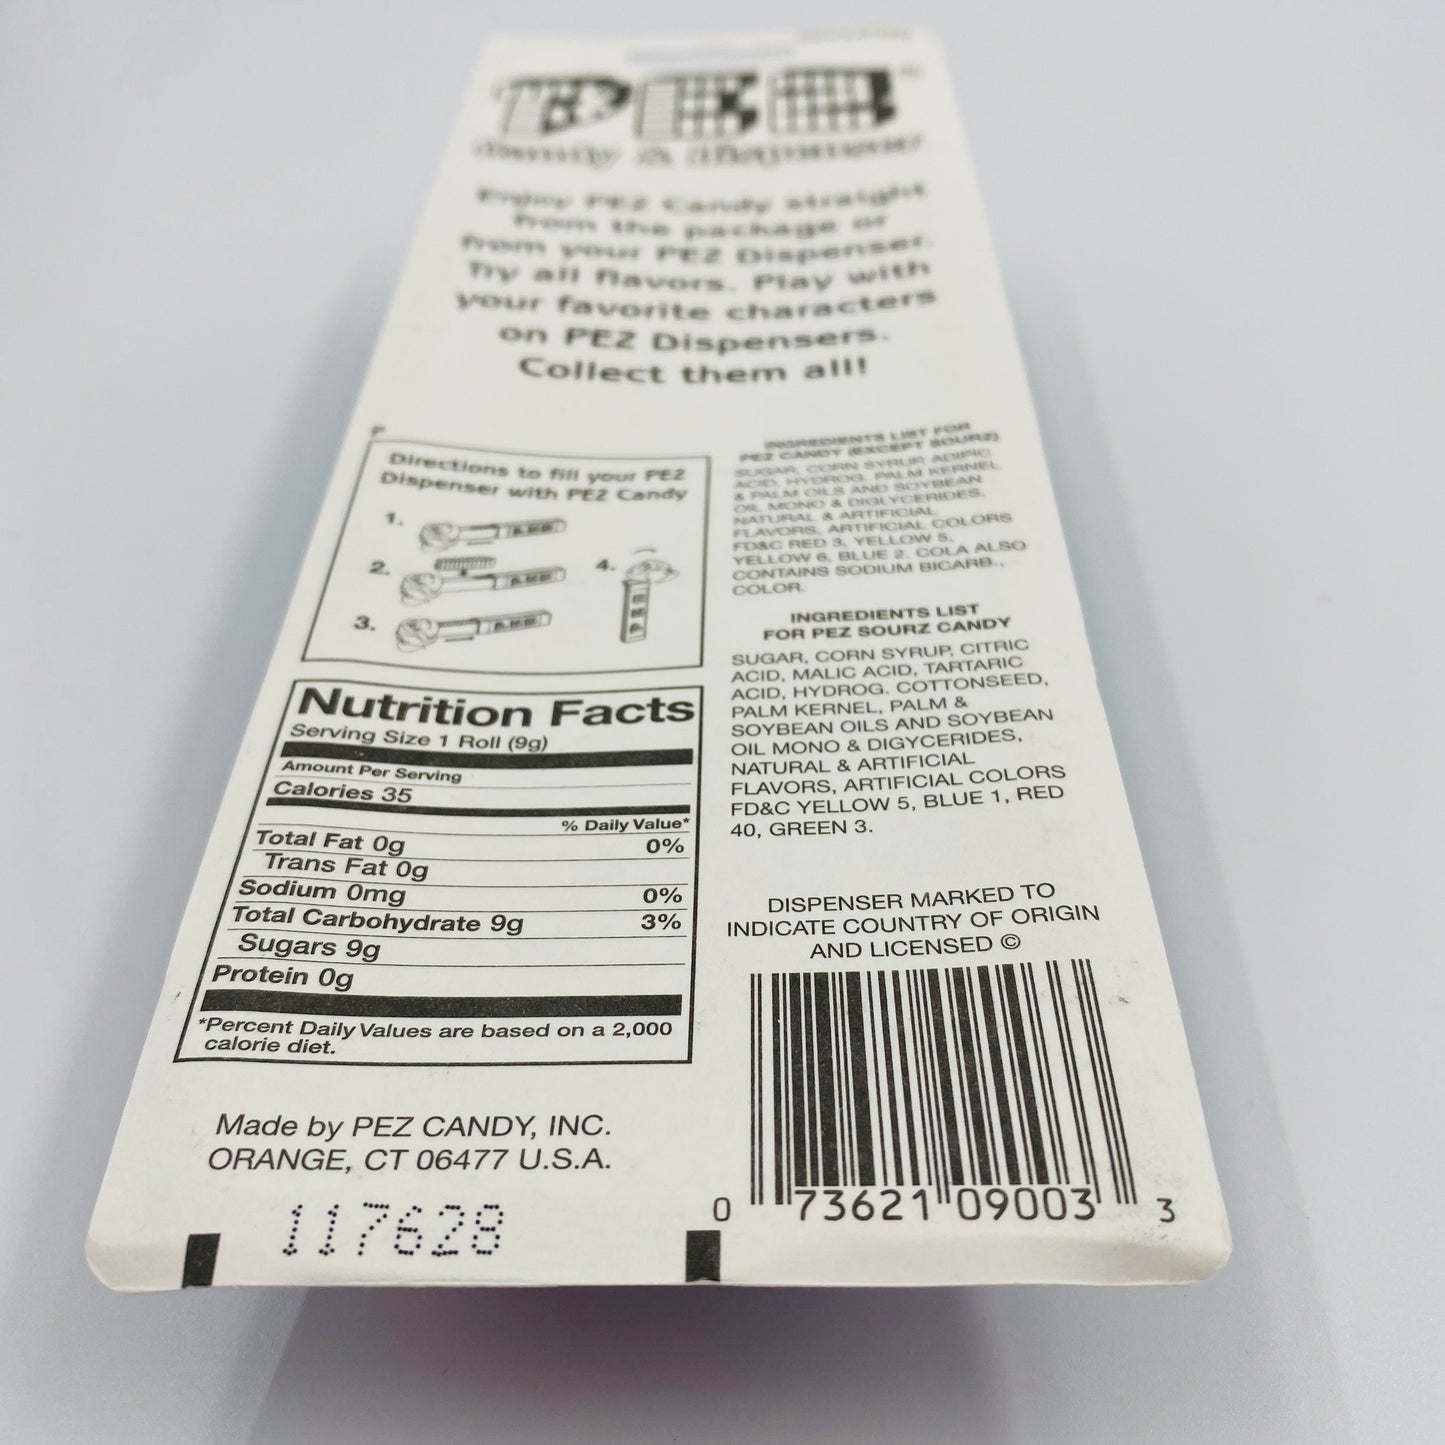 PEZ
Candy & Dispenser
Enjoy PEZ Candy straight
from the package or
from your PEZ Dispenser.
Try all flavors. Play with
your favorite characters
on PEZ Dispensers.
Collect them all!
F
Directions to fill your PEZ
Dispenser with PEZ Candy
1.
2.
3.
4.
Nutrition Facts
Serving Size 1 Roll (9g)
Amount Per Serving
Calories 35
% Daily Value*
Total Fat 0g 0%
Trans Fat 0g
Sodium 0mg 0%
Total Carbohydrate 9g 3%
Sugars 9g
Protein 0g
*Percent Daily Values are based on a 2,000
calorie diet.
Made by PEZ CANDY, INC.
ORANGE, CT 06477 U.S.A.
117628
INGREDIENTS LIST FOR
PEZ CANDY (EXCEPT SOURZ)
SUGAR, CORN SYRUP, ADIPIC
ACID, HYDROG. PALM KERNEL
& PALM OILS AND SOYBEAN
OIL MONO & DIGLYCERIDES,
NATURAL & ARTIFICIAL
FLAVORS, ARTIFICIAL COLORS
FD&C RED 3, YELLOW 5,
YELLOW 6, BLUE 2. COLA ALSO
CONTAINS SODIUM BICARB.,
COLOR.
INGREDIENTS LIST
FOR PEZ SOURZ CANDY
SUGAR, CORN SYRUP, CITRIC
ACID, MALIC ACID, TARTARIC
ACID, HYDROG. COTTONSEED,
PALM KERNEL, PALM &
SOYBEAN OILS AND SOYBEAN
OIL MONO & DIGYCERIDES,
NATURAL & ARTIFICIAL
FLAVORS, ARTIFICIAL COLORS
FD&C YELLOW 5, BLUE 1, RED
40, GREEN 3.
DISPENSER MARKED TO
INDICATE COUNTRY OF ORIGIN
AND LICENSED ©
0 73621 09003 3